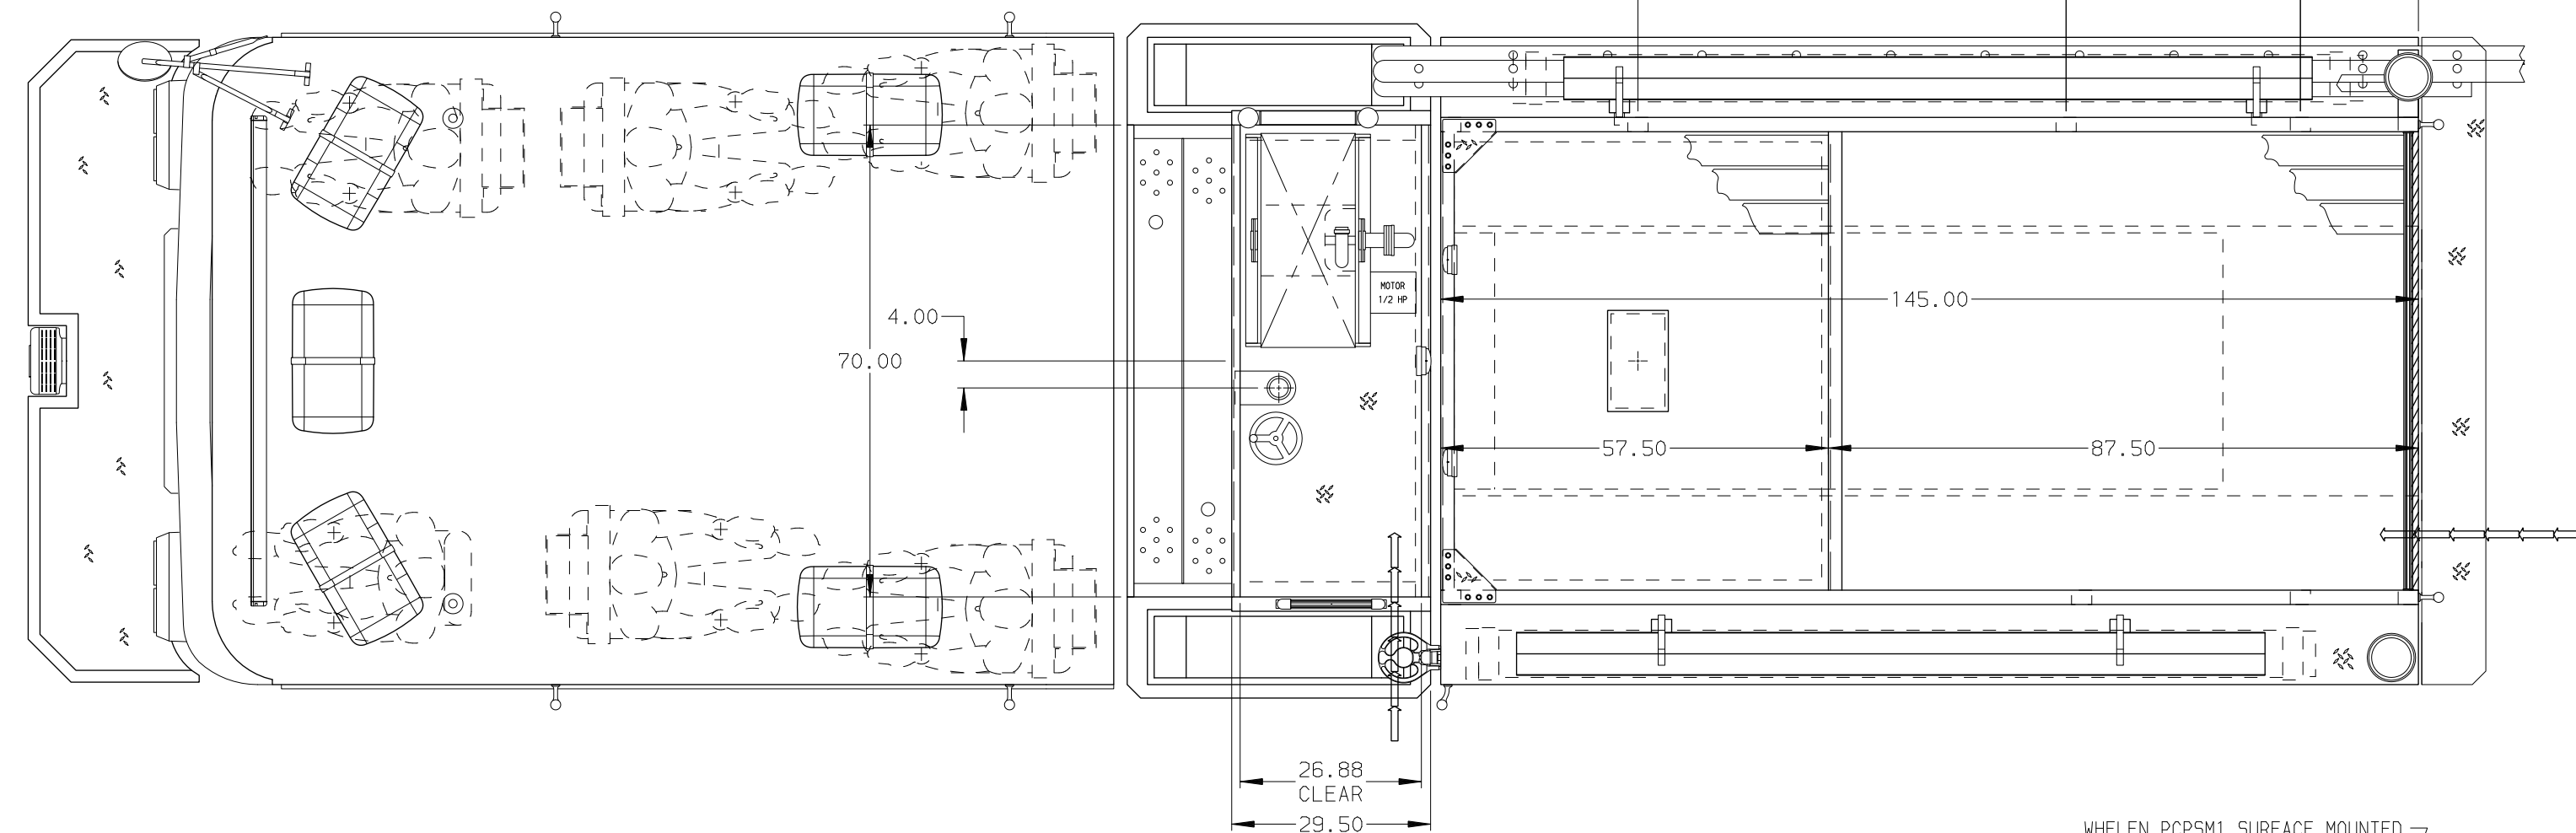 MOTOR
1/2 HP
145.00
4.00
70.00
57.50
87.50
26.88
CLEAR
29.50
WHELEN PCPSM1 SURFACE MOUNTED